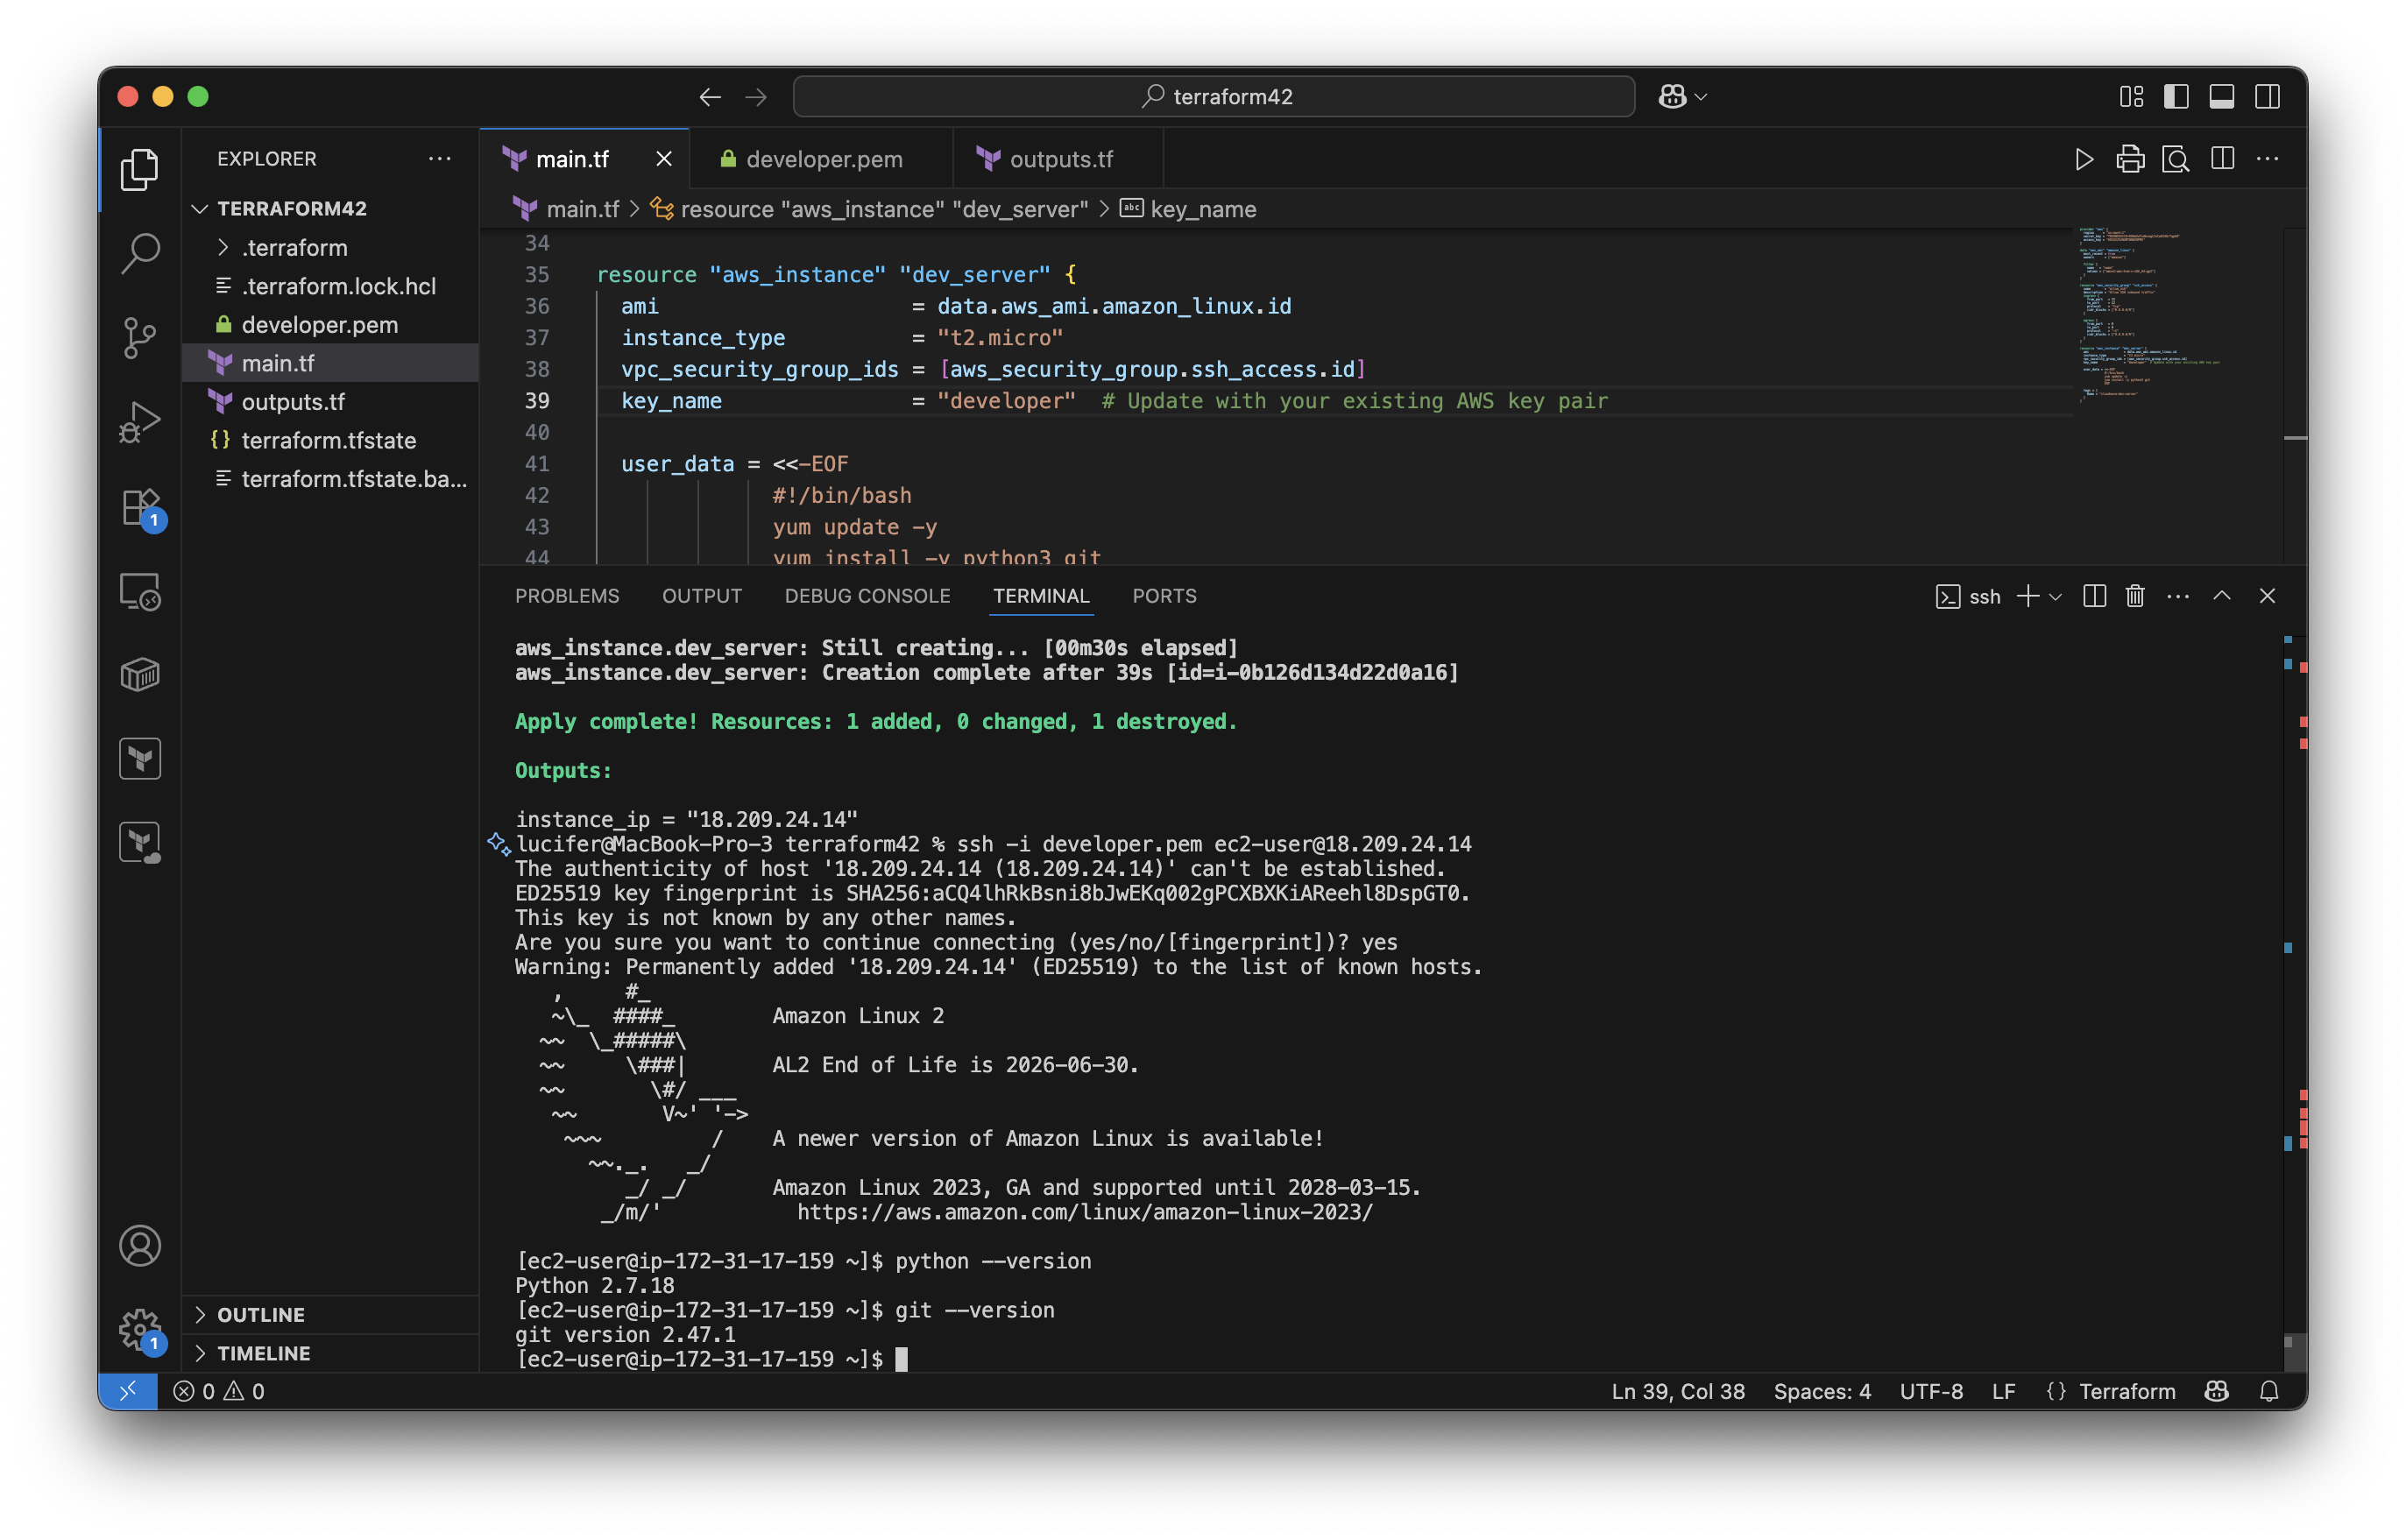 terraform42
EXPLORER
TERRAFORM42
.terraform
.terraform.lock.hcl
developer.pem
main.tf
outputs.tf
terraform.tfstate
terraform.tfstate.ba...
OUTLINE
TIMELINE
1
1
main.tf
developer.pem
outputs.tf
main.tf > resource "aws_instance" "dev_server" > key_name
34
35 resource "aws_instance" "dev_server" {
36 ami = data.aws_ami.amazon_linux.id
37 instance_type = "t2.micro"
38 vpc_security_group_ids = [aws_security_group.ssh_access.id]
39 key_name = "developer" # Update with your existing AWS key pair
40
41 user_data = <<-EOF
42 #!/bin/bash
43 yum update -y
44 yum install -y python3 git
PROBLEMS OUTPUT DEBUG CONSOLE TERMINAL PORTS
ssh
aws_instance.dev_server: Still creating... [00m30s elapsed]
aws_instance.dev_server: Creation complete after 39s [id=i-0b126d134d22d0a16]
Apply complete! Resources: 1 added, 0 changed, 1 destroyed.
Outputs:
instance_ip = "18.209.24.14"
lucifer@MacBook-Pro-3 terraform42 % ssh -i developer.pem ec2-user@18.209.24.14
The authenticity of host '18.209.24.14 (18.209.24.14)' can't be established.
ED25519 key fingerprint is SHA256:aCQ4lhRkBsni8bJwEKq002gPCXBXKiAReehl8DspGT0.
This key is not known by any other names.
Are you sure you want to continue connecting (yes/no/[fingerprint])? yes
Warning: Permanently added '18.209.24.14' (ED25519) to the list of known hosts.
   ,     #_
   ~\_  ####_        Amazon Linux 2
  ~~  \_#####\
  ~~     \###|       AL2 End of Life is 2026-06-30.
  ~~       \#/ ___
   ~~       V~' '->
    ~~~         /    A newer version of Amazon Linux is available!
      ~~._.   _/
         _/ _/       Amazon Linux 2023, GA and supported until 2028-03-15.
       _/m/'           https://aws.amazon.com/linux/amazon-linux-2023/
[ec2-user@ip-172-31-17-159 ~]$ python --version
Python 2.7.18
[ec2-user@ip-172-31-17-159 ~]$ git --version
git version 2.47.1
[ec2-user@ip-172-31-17-159 ~]$
0 0
Ln 39, Col 38 Spaces: 4 UTF-8 LF {} Terraform